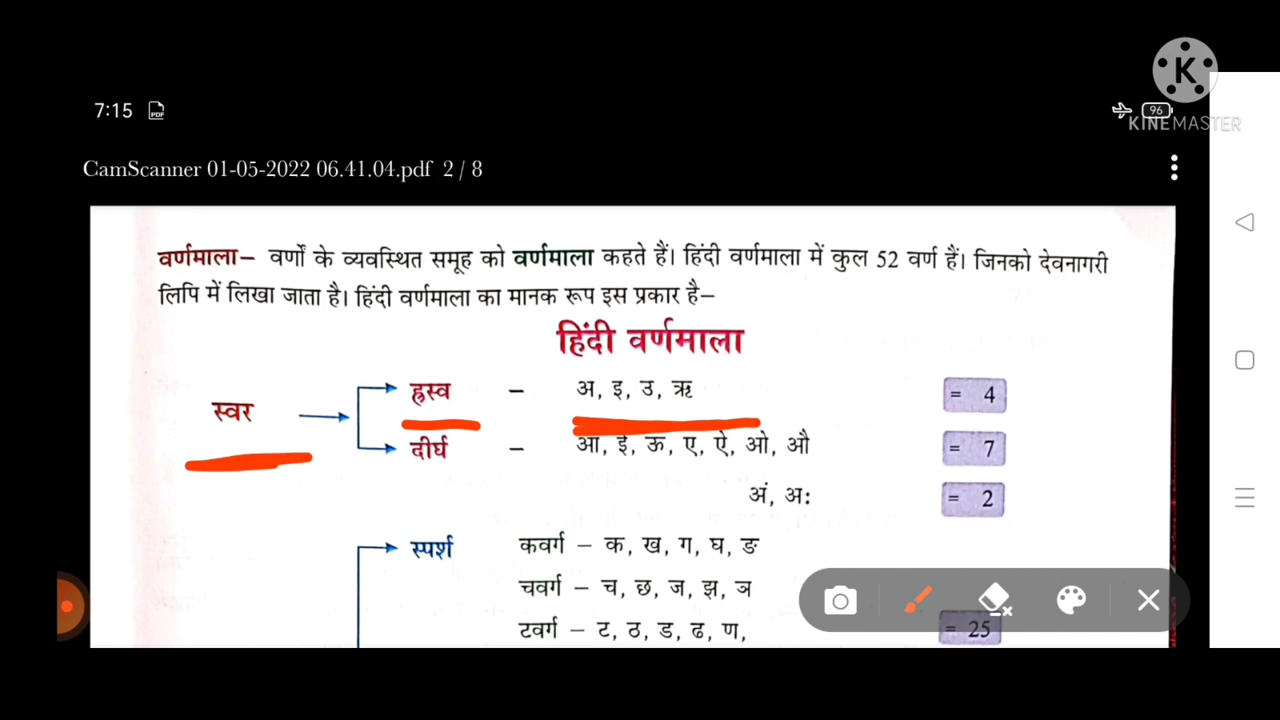 7:15
96
KINEMASTER
CamScanner 01-05-2022 06.41.04.pdf 2 / 8
वर्णमाला– वर्णों के व्यवस्थित समूह को वर्णमाला कहते हैं। हिंदी वर्णमाला में कुल 52 वर्ण हैं। जिनको देवनागरी
लिपि में लिखा जाता है। हिंदी वर्णमाला का मानक रूप इस प्रकार है–
हिंदी वर्णमाला
स्वर
ह्रस्व – अ, इ, उ, ऋ = 4
दीर्घ – आ, ई, ऊ, ए, ऐ, ओ, औ = 7
अं, अः = 2
स्पर्श कवर्ग – क, ख, ग, घ, ङ
चवर्ग – च, छ, ज, झ, ञ
टवर्ग – ट, ठ, ड, ढ, ण, = 25